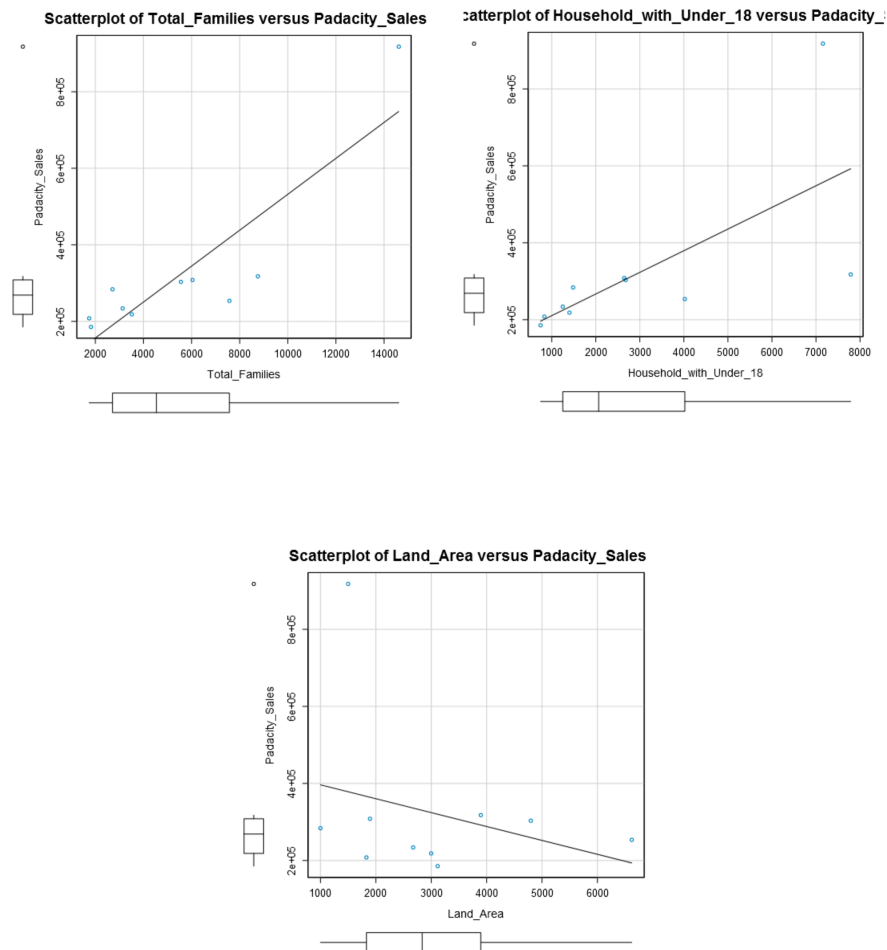 Scatterplot of Total_Families versus Padacity_Sales
Padacity_Sales
8e+05
6e+05
4e+05
2e+05
2000 4000 6000 8000 10000 12000 14000
Total_Families
catterplot of Household_with_Under_18 versus Padacity_
Padacity_Sales
8e+05
6e+05
4e+05
2e+05
1000 2000 3000 4000 5000 6000 7000 8000
Household_with_Under_18
Scatterplot of Land_Area versus Padacity_Sales
Padacity_Sales
8e+05
6e+05
4e+05
2e+05
1000 2000 3000 4000 5000 6000
Land_Area